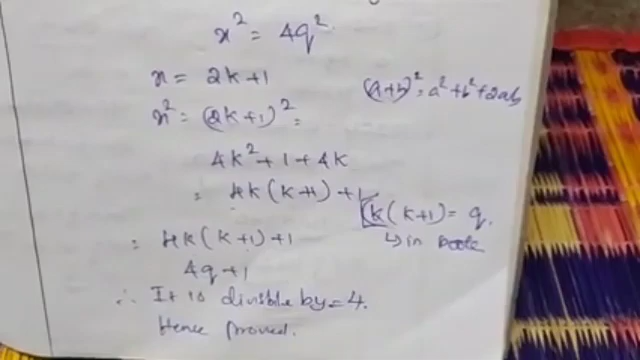 x² = 4q²
x = 2k+1
(a+b)² = a²+b²+2ab
x² = (2k+1)² =
4k²+1+4k
= 4k(k+1)+1
k(k+1) = q.
↳ in
= 4k(k+1)+1
4q+1
∴ It is divisible by = 4.
Hence proved.